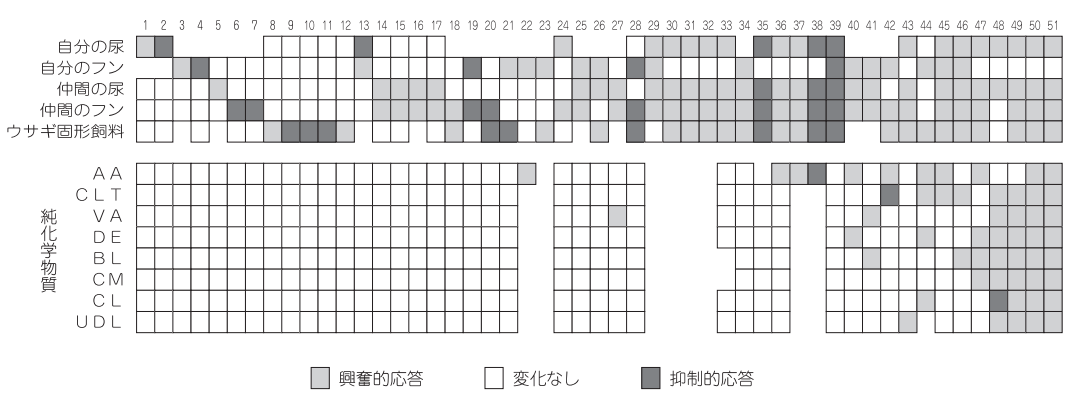 1 2 3 4 5 6 7 8 9 10 11 12 13 14 15 16 17 18 19 20 21 22 23 24 25 26 27 28 29 30 31 32 33 34 35 36 37 38 39 40 41 42 43 44 45 46 47 48 49 50 51
自分の尿
自分のフン
仲間の尿
仲間のフン
ウサギ固形飼料
純化学物質
AA
CLT
VA
DE
BL
CM
CL
UDL
興奮的応答 変化なし 抑制的応答